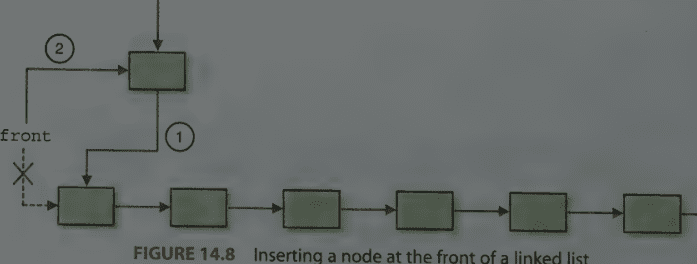 2
front
1
FIGURE 14.8 Inserting a node at the front of a linked list